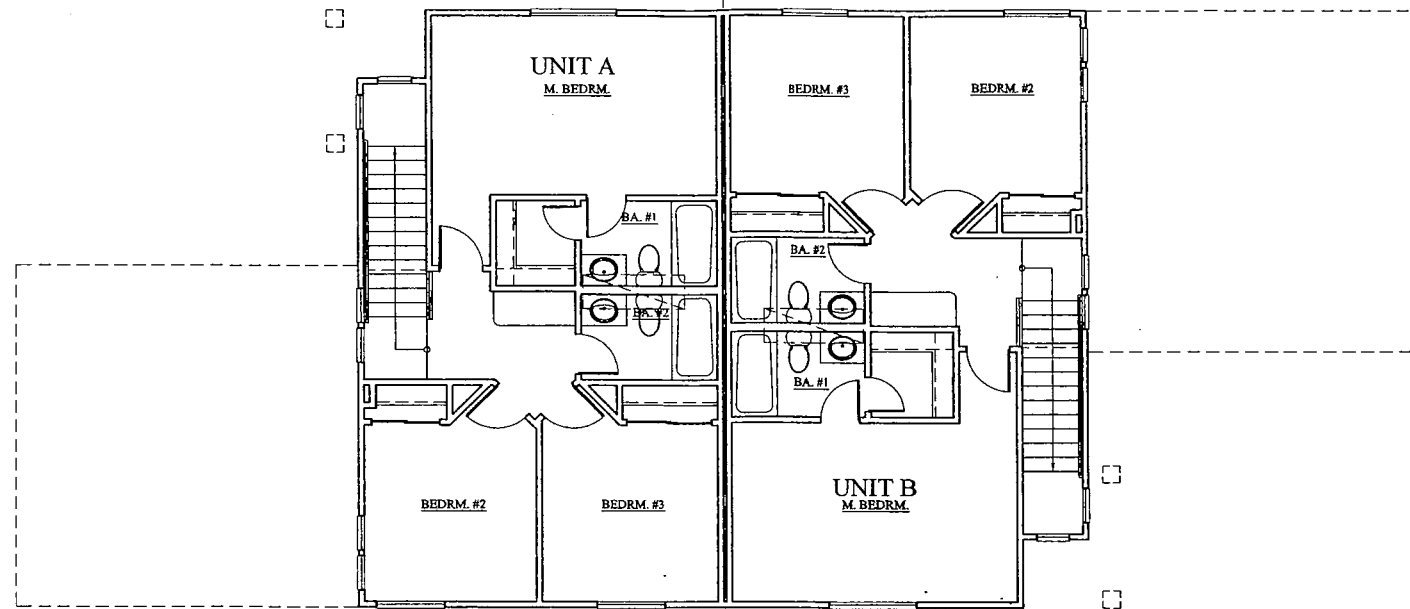 UNIT A
M. BEDRM.
BEDRM. #3
BEDRM. #2
BA. #1
BA. #2
BA. #2
BA. #1
BEDRM. #2
BEDRM. #3
UNIT B
M. BEDRM.